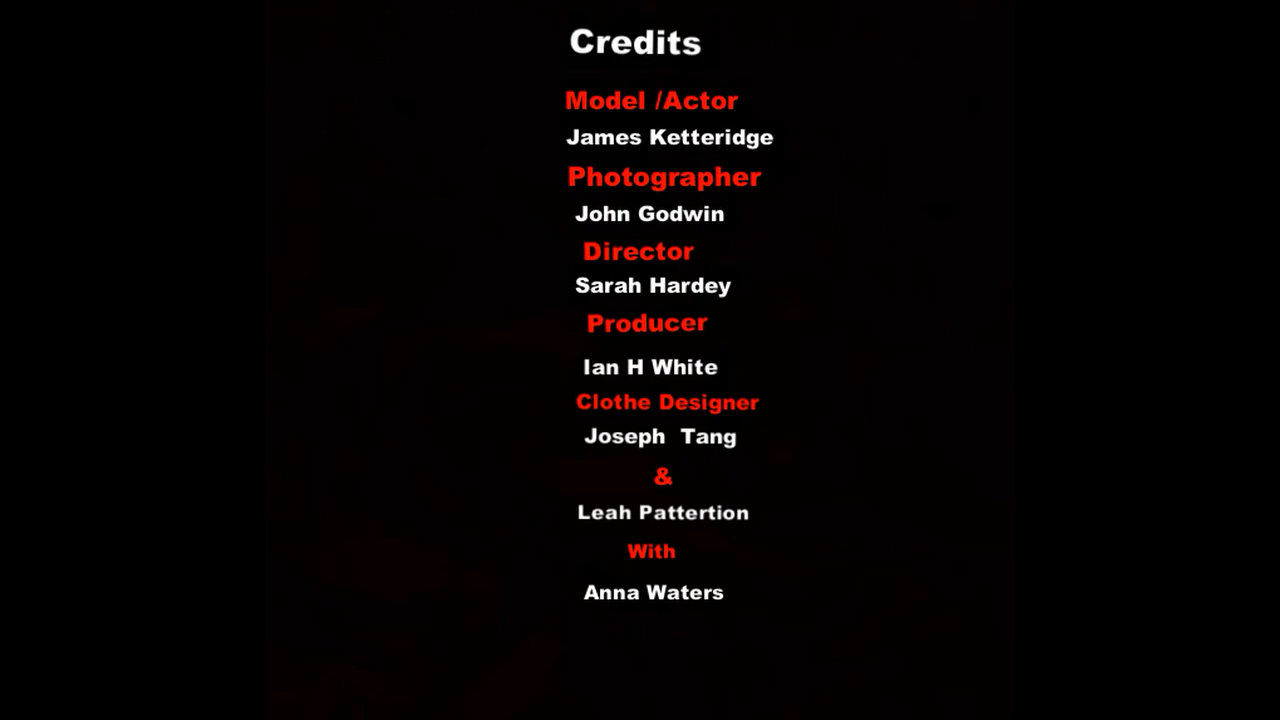 Credits
Model /Actor
James Ketteridge
Photographer
John Godwin
Director
Sarah Hardey
Producer
Ian H White
Clothe Designer
Joseph  Tang
&
Leah Pattertion
With
Anna Waters